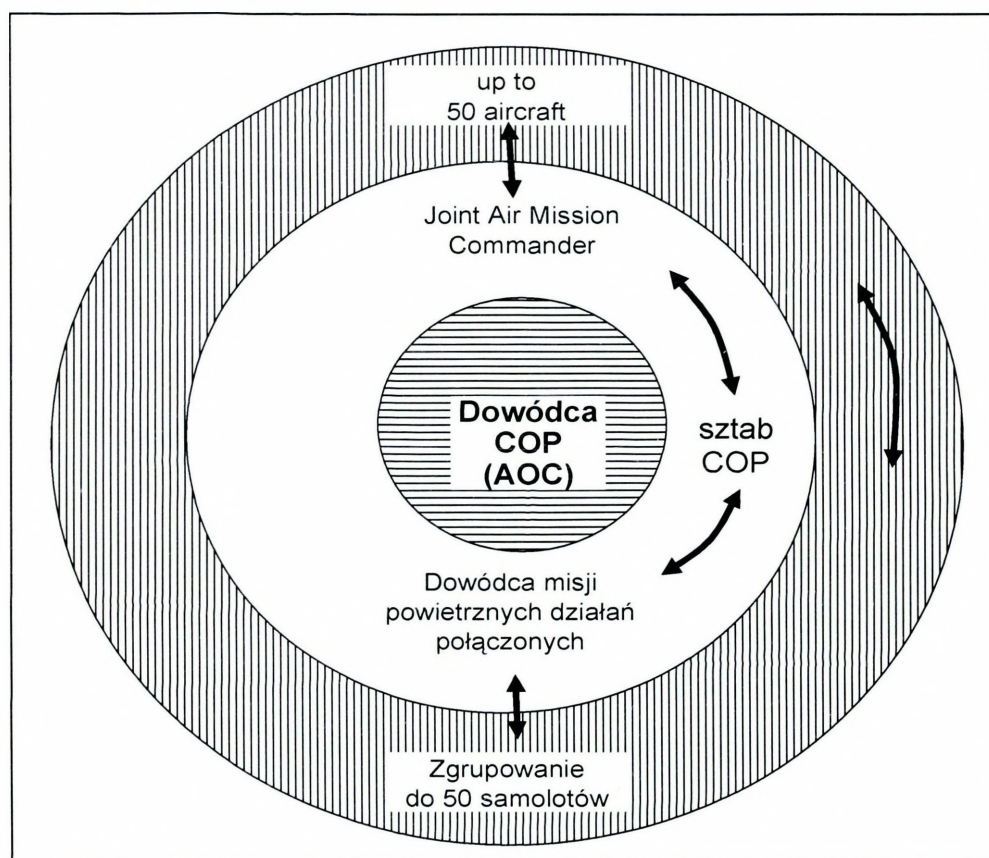 up to
50 aircraft
Joint Air Mission
Commander
Dowódca
COP
(AOC)
sztab
COP
Dowódca misji
powietrznych działań
połączonych
Zgrupowanie
do 50 samolotów